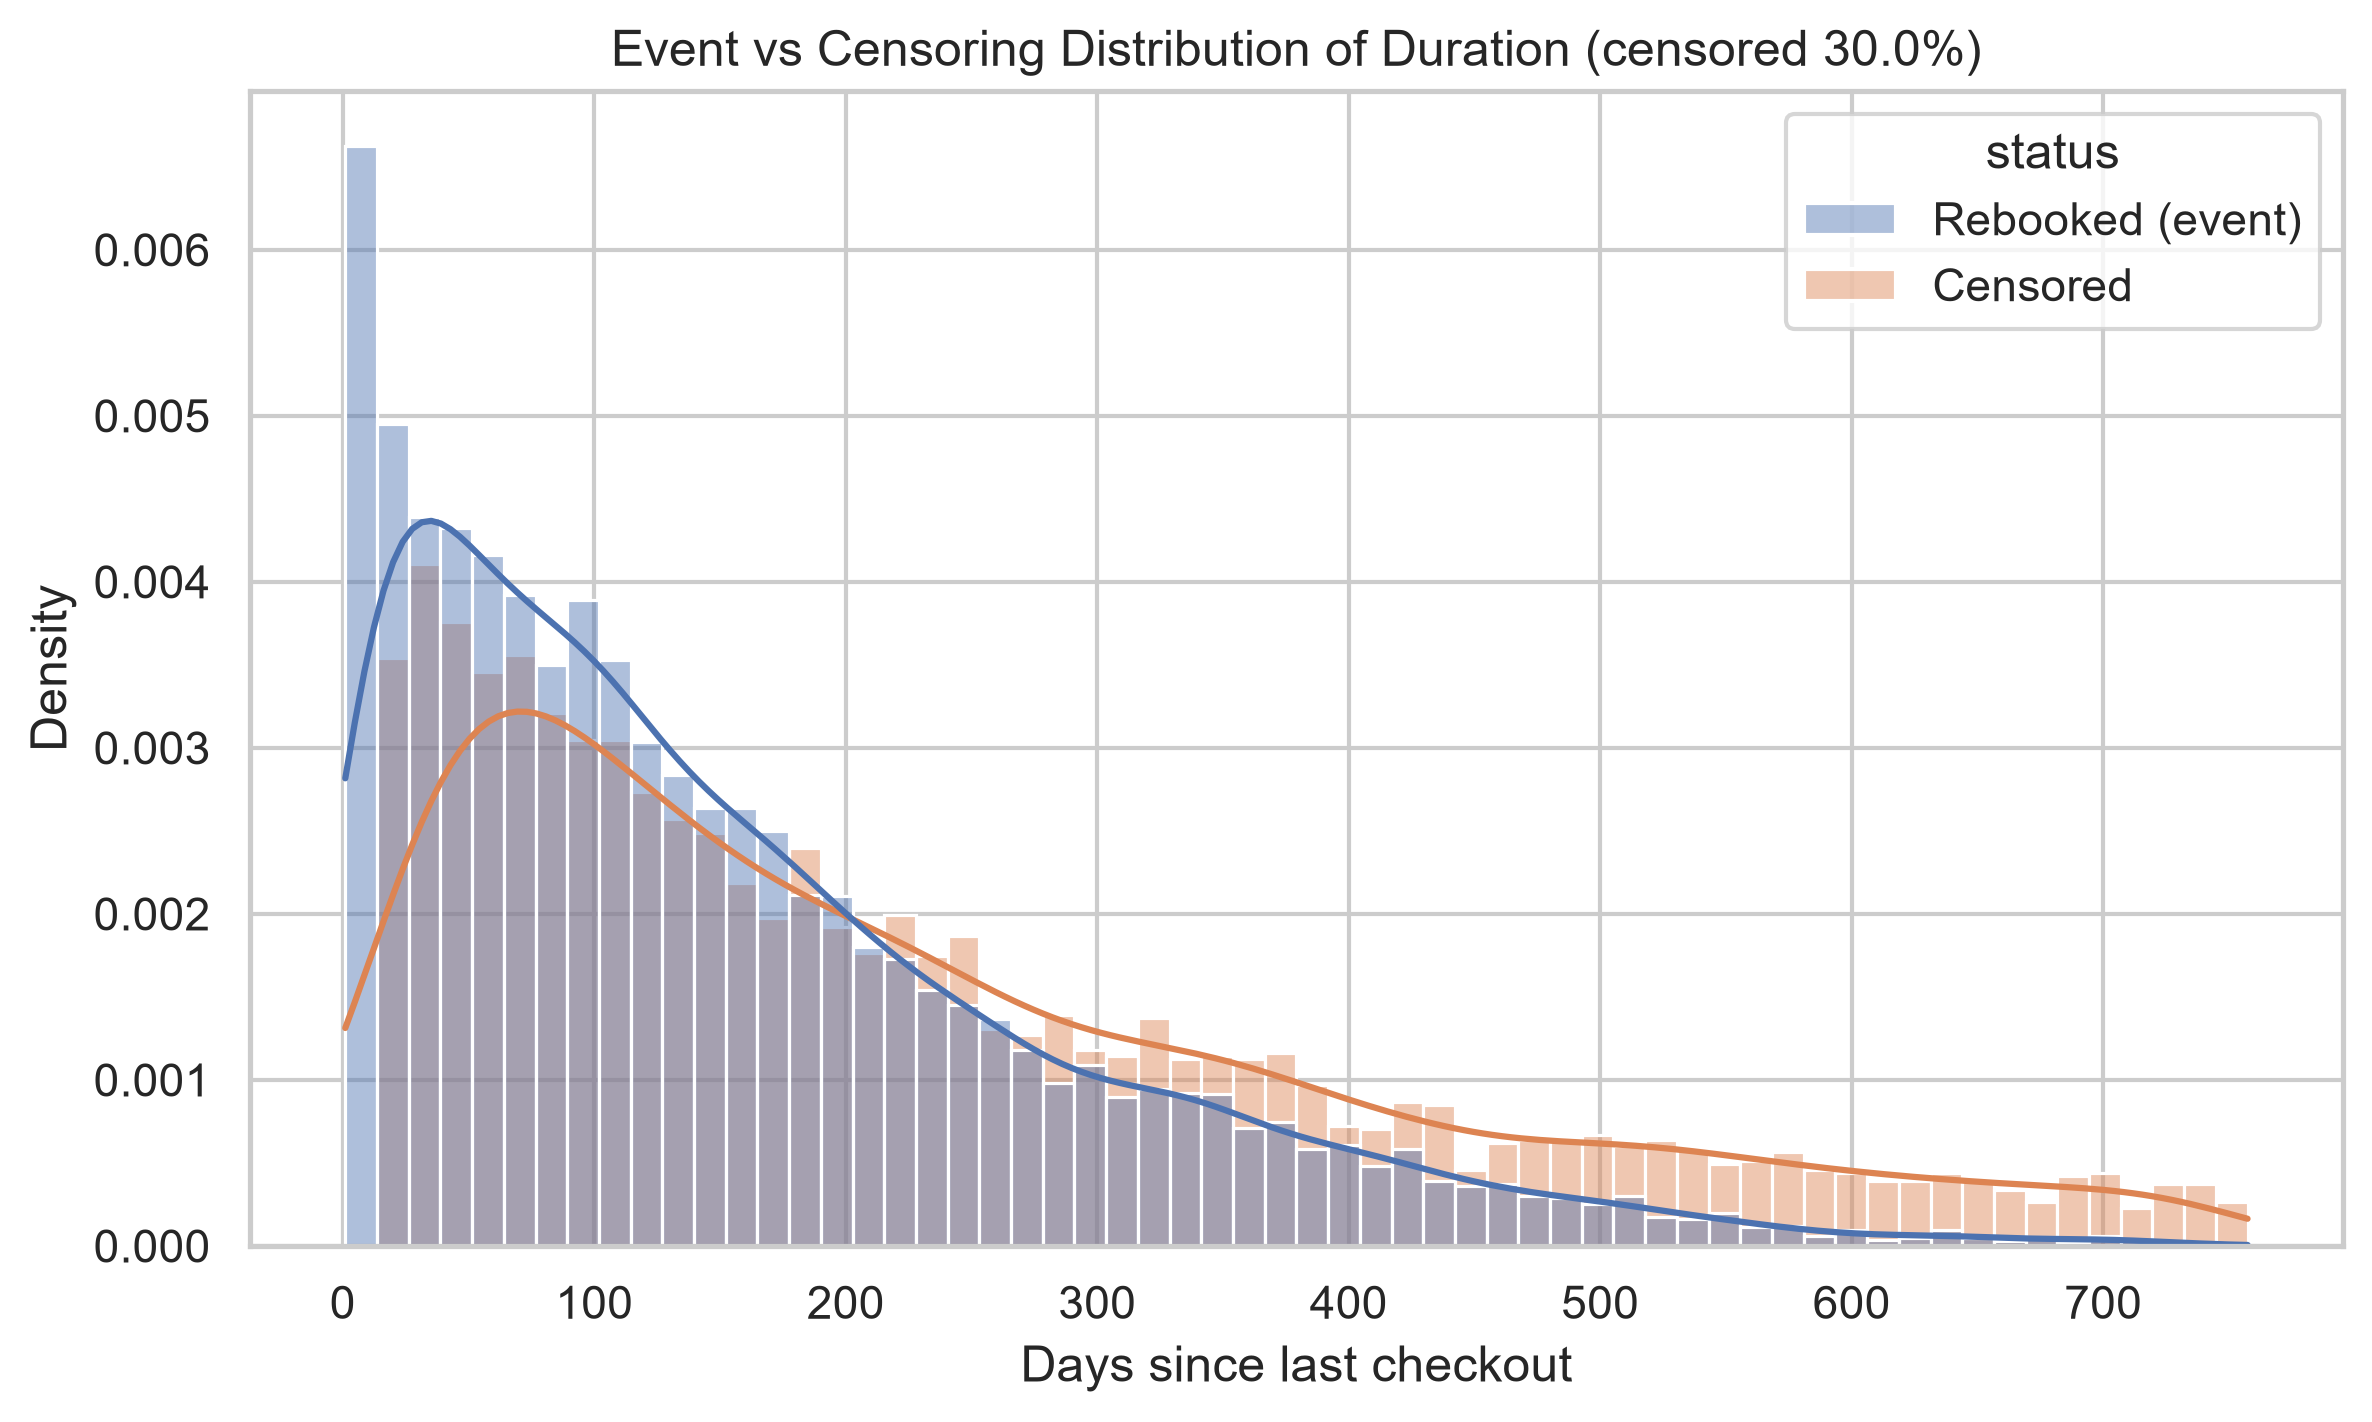 Event vs Censoring Distribution of Duration (censored 30.0%)
status
Rebooked (event)
Censored
Density
0.006
0.005
0.004
0.003
0.002
0.001
0.000
0 100 200 300 400 500 600 700
Days since last checkout